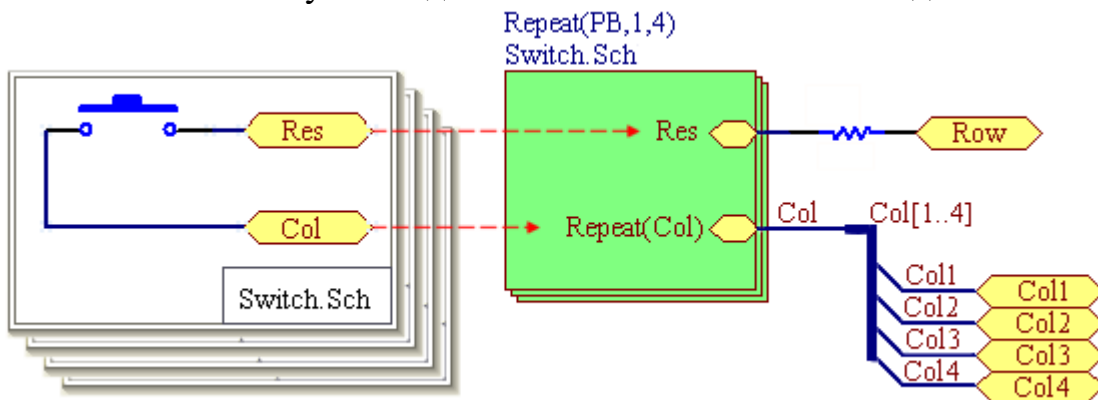 Repeat(PB,1,4)
Switch.Sch
Res
Res
Row
Col
Repeat(Col)
Col
Col[1..4]
Switch.Sch
Col1
Col1
Col2
Col2
Col3
Col3
Col4
Col4